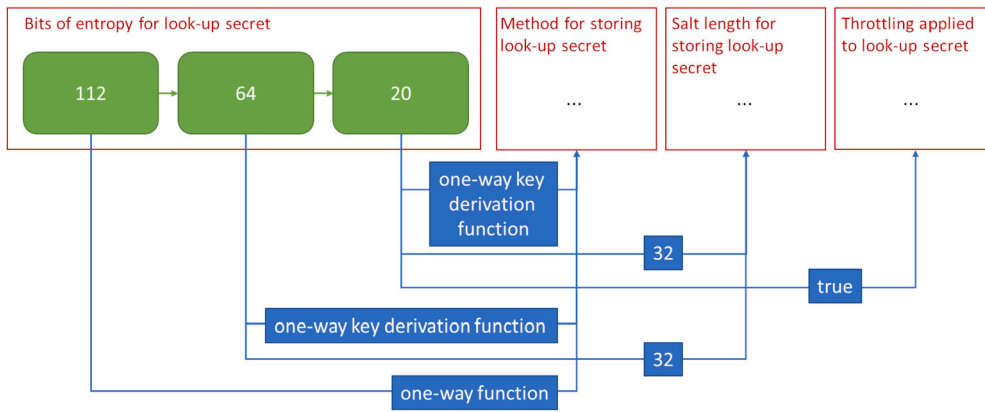 Bits of entropy for look-up secret
112
64
20
Method for storing
look-up secret
...
Salt length for
storing look-up
secret
...
Throttling applied
to look-up secret
...
one-way key
derivation
function
32
true
one-way key derivation function
32
one-way function